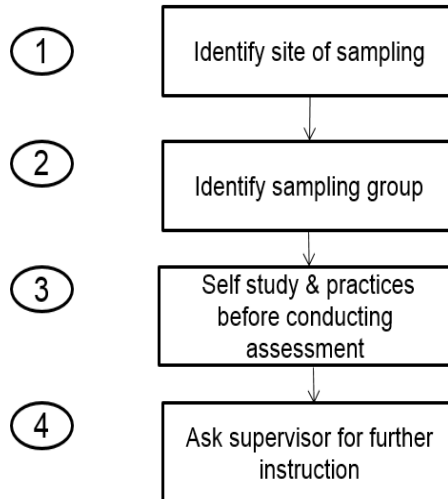 1
Identify site of sampling
2
Identify sampling group
3
Self study & practices
before conducting
assessment
4
Ask supervisor for further
instruction